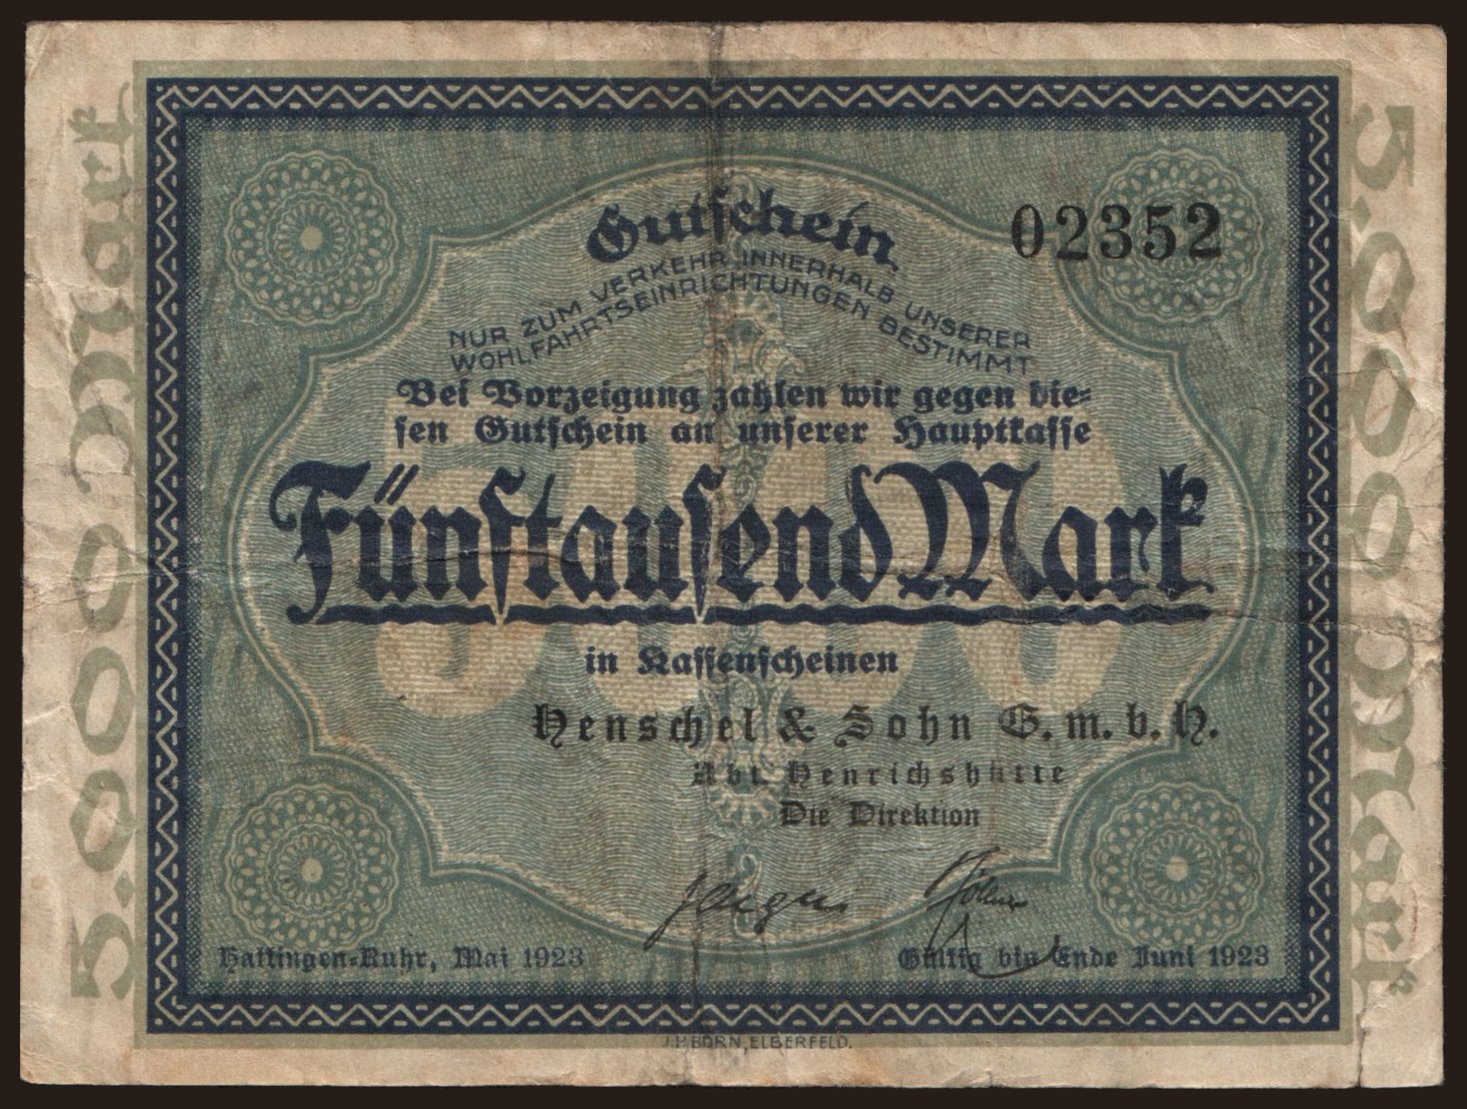 Gutschein
02352
NUR ZUM VERKEHR INNERHALB UNSERER
WOHLFAHRTSEINRICHTUNGEN BESTIMMT
Bei Vorzeigung zahlen wir gegen die=
sen Gutschein an unserer Hauptkasse
5000
Fünftausend Mark
in Kassenscheinen
Henschel & Sohn G. m. b. H.
Abt. Henrichshütte
Die Direktion
Hattingen=Ruhr, Mai 1923
Gültig bis Ende Juni 1923
J.H.BORN, ELBERFELD.
5.000 Mark
5.000 Mark